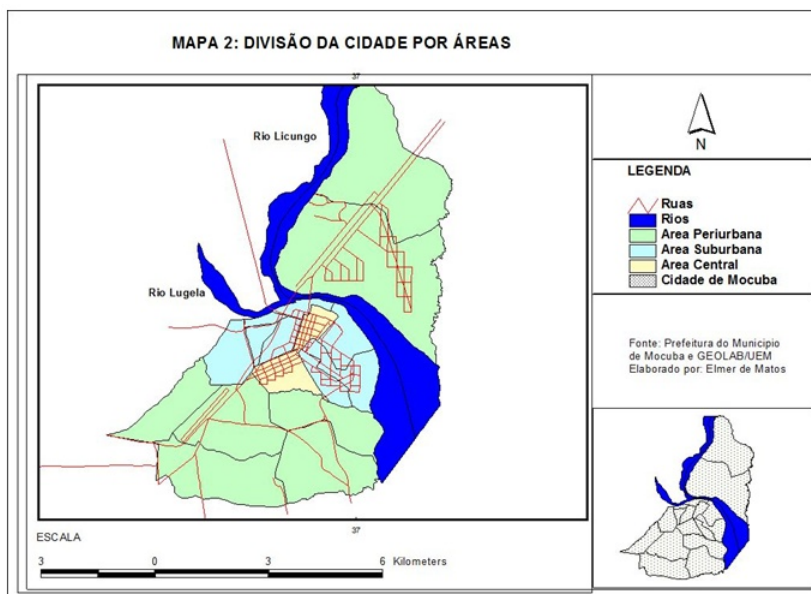 MAPA 2: DIVISÃO DA CIDADE POR ÁREAS
37
Rio Licungo
Rio Lugela
37
N
LEGENDA
Ruas
Rios
Area Periurbana
Area Suburbana
Area Central
Cidade de Mocuba
Fonte: Prefeitura do Municipio
de Mocuba e GEOLAB/UEM
Elaborado por: Elmer de Matos
ESCALA
3 0 3 6 Kilometers